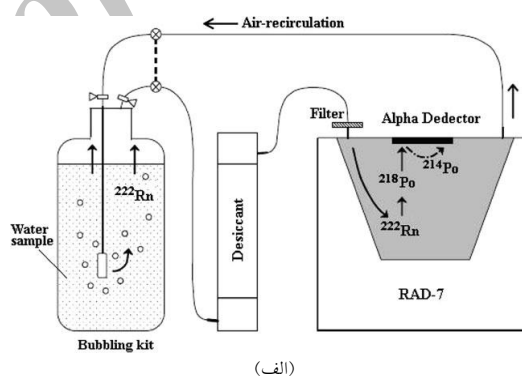 Air-recirculation
Filter
Alpha Dedector
²¹⁸Po
²¹⁴Po
²²²Rn
²²²Rn
Water
sample
Desiccant
RAD-7
Bubbling kit
(الف)